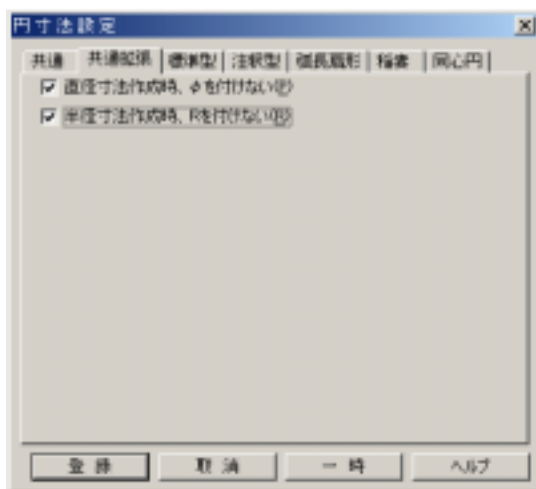 円寸法設定
共通 共通拡張 標準型 注釈型 弧長扇形 稲妻 同心円
直径寸法作成時、φを付けない(P)
半径寸法作成時、Rを付けない(R)
登録 取消 一時 ヘルプ